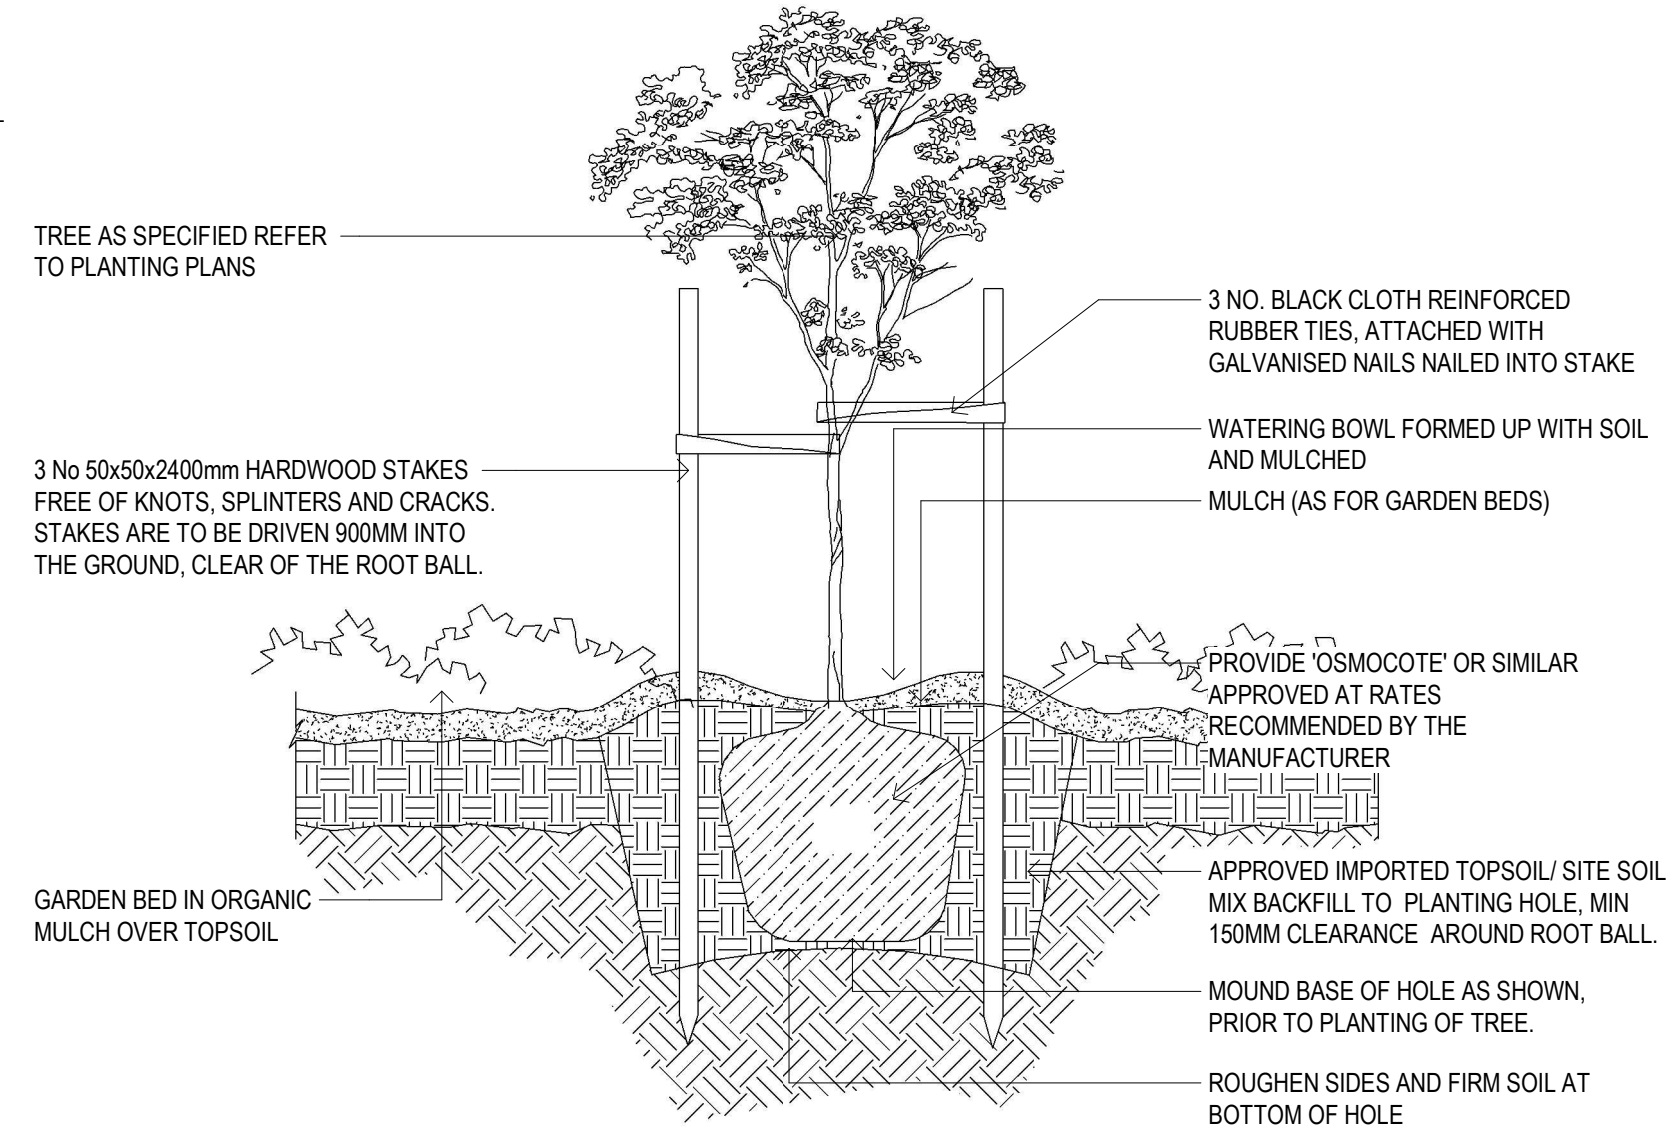 TREE AS SPECIFIED REFER
TO PLANTING PLANS
3 No 50x50x2400mm HARDWOOD STAKES
FREE OF KNOTS, SPLINTERS AND CRACKS.
STAKES ARE TO BE DRIVEN 900MM INTO
THE GROUND, CLEAR OF THE ROOT BALL.
GARDEN BED IN ORGANIC
MULCH OVER TOPSOIL
3 NO. BLACK CLOTH REINFORCED
RUBBER TIES, ATTACHED WITH
GALVANISED NAILS NAILED INTO STAKE
WATERING BOWL FORMED UP WITH SOIL
AND MULCHED
MULCH (AS FOR GARDEN BEDS)
PROVIDE 'OSMOCOTE' OR SIMILAR
APPROVED AT RATES
RECOMMENDED BY THE
MANUFACTURER
APPROVED IMPORTED TOPSOIL/ SITE SOIL
MIX BACKFILL TO PLANTING HOLE, MIN
150MM CLEARANCE AROUND ROOT BALL.
MOUND BASE OF HOLE AS SHOWN,
PRIOR TO PLANTING OF TREE.
ROUGHEN SIDES AND FIRM SOIL AT
BOTTOM OF HOLE